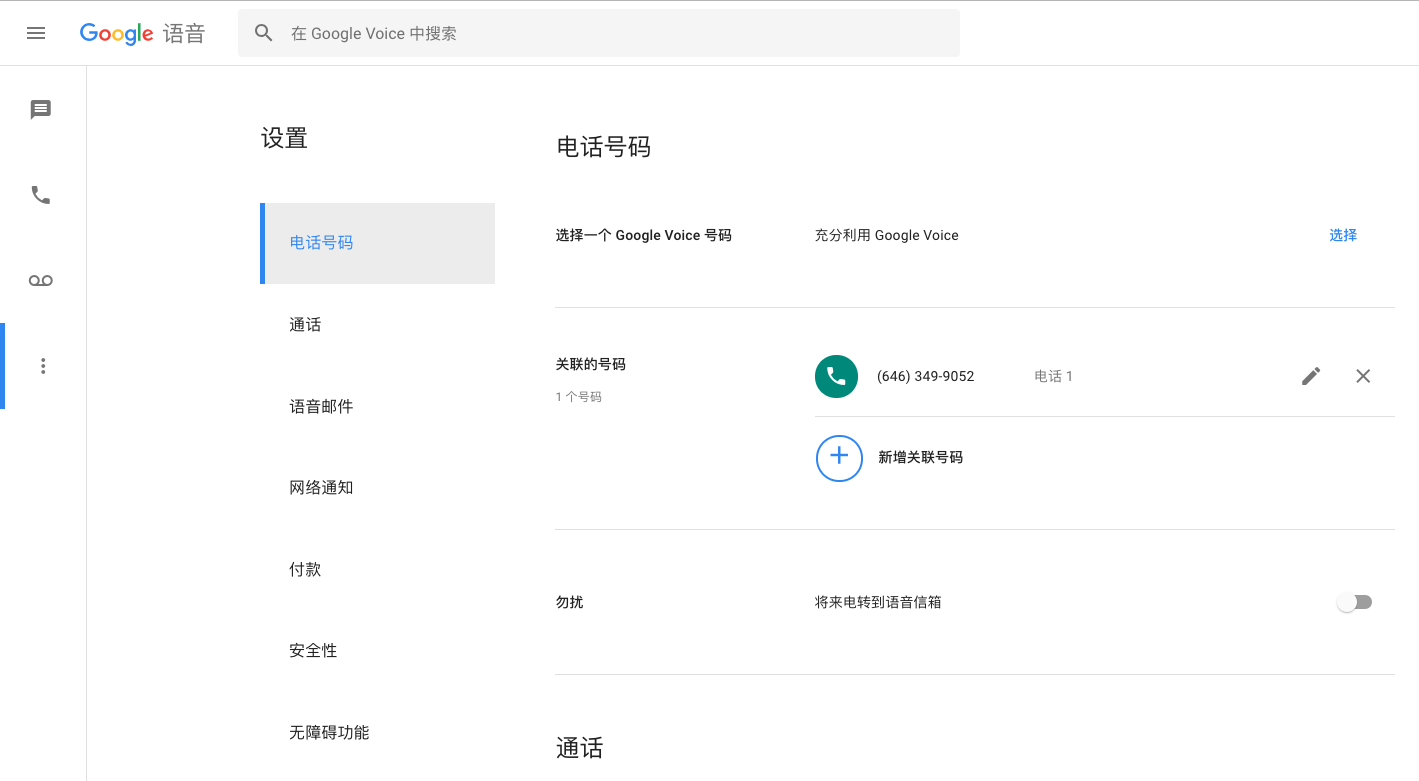 Google 语音
在 Google Voice 中搜索
设置
电话号码
通话
语音邮件
网络通知
付款
安全性
无障碍功能
电话号码
选择一个 Google Voice 号码
充分利用 Google Voice
选择
关联的号码
1 个号码
(646) 349-9052
电话 1
新增关联号码
勿扰
将来电转到语音信箱
通话